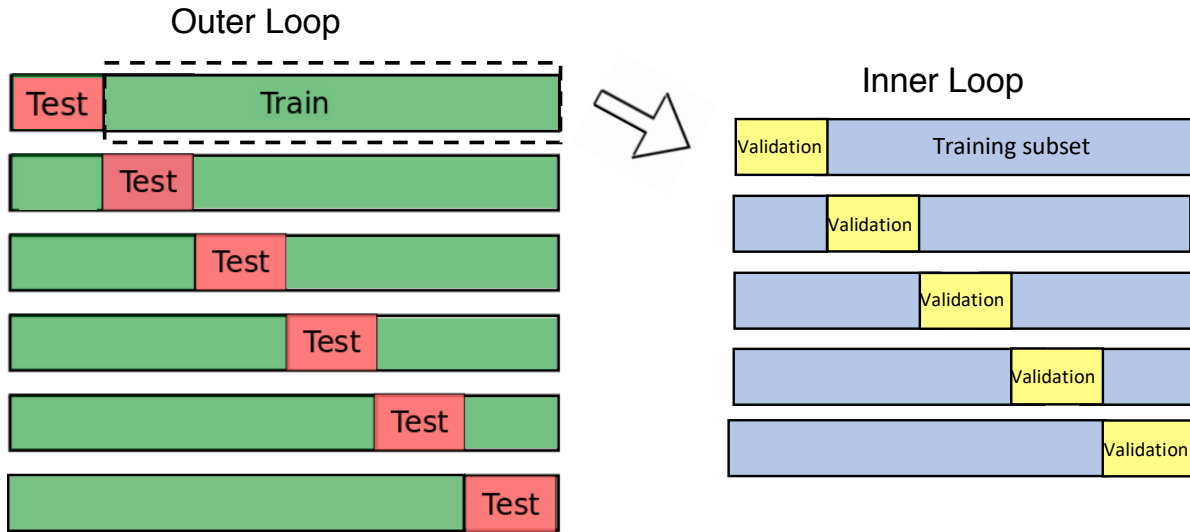 Outer Loop
Test Train
Test
Test
Test
Test
Test
Inner Loop
Validation Training subset
Validation
Validation
Validation
Validation